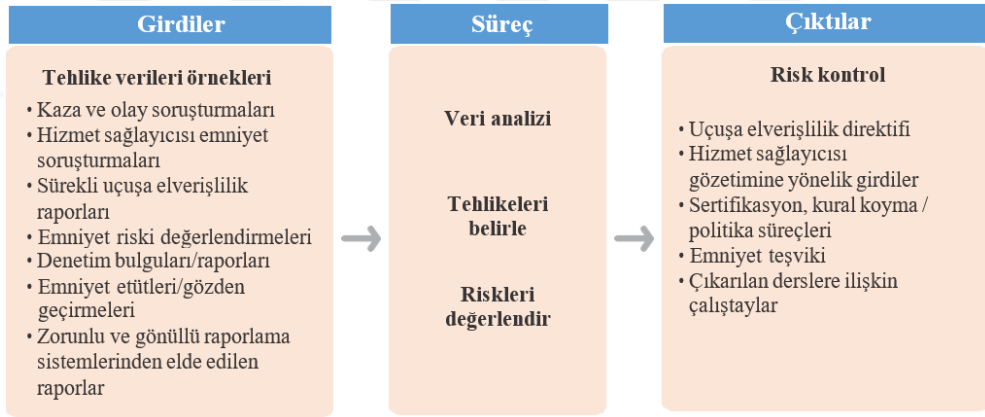 Girdiler
Tehlike verileri örnekleri
• Kaza ve olay soruşturmaları
• Hizmet sağlayıcısı emniyet
soruşturmaları
• Sürekli uçuşa elverişlilik
raporları
• Emniyet riski değerlendirmeleri
• Denetim bulguları/raporları
• Emniyet etütleri/gözden
geçirmeleri
• Zorunlu ve gönüllü raporlama
sistemlerinden elde edilen
raporlar
Süreç
Veri analizi
Tehlikeleri
belirle
Riskleri
değerlendir
Çıktılar
Risk kontrol
• Uçuşa elverişlilik direktifi
• Hizmet sağlayıcısı
gözetimine yönelik girdiler
• Sertifikasyon, kural koyma /
politika süreçleri
• Emniyet teşviki
• Çıkarılan derslere ilişkin
çalıştaylar